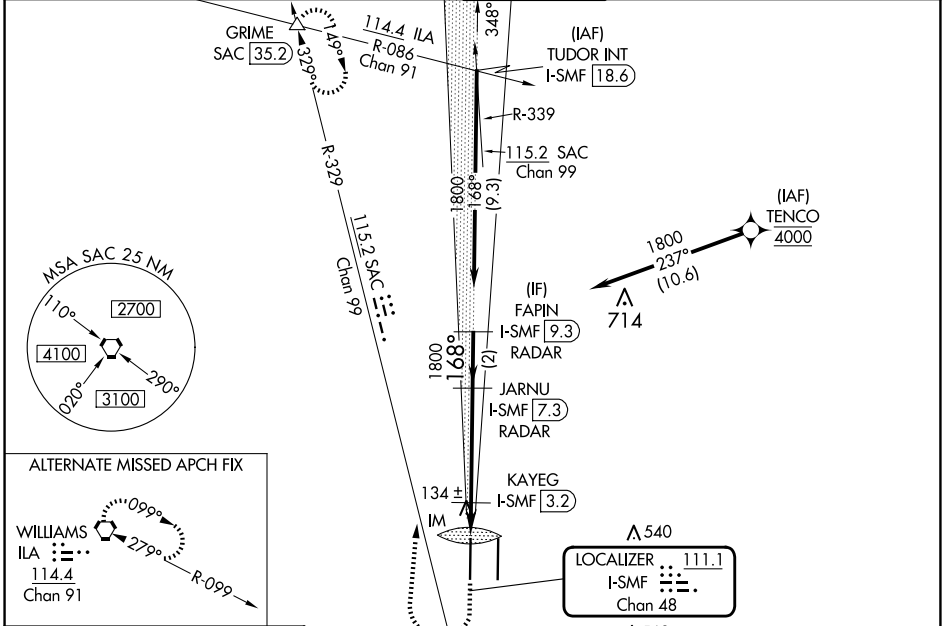 348°
GRIME
SAC 35.2
149°
329°
114.4 ILA
R-086
Chan 91
(IAF)
TUDOR INT
I-SMF 18.6
R-339
115.2 SAC
Chan 99
R-329
1800
168°
(9.3)
(IAF)
TENCO
4000
1800
237°
(10.6)
714
115.2 SAC
Chan 99
MSA SAC 25 NM
110°
2700
4100
290°
020°
3100
(IF)
FAPIN
I-SMF 9.3
RADAR
1800
168°
(2)
JARNU
I-SMF 7.3
RADAR
KAYEG
I-SMF 3.2
134 ±
IM
ALTERNATE MISSED APCH FIX
WILLIAMS
ILA
114.4
Chan 91
099°
279°
R-099
540
LOCALIZER 111.1
I-SMF
Chan 48